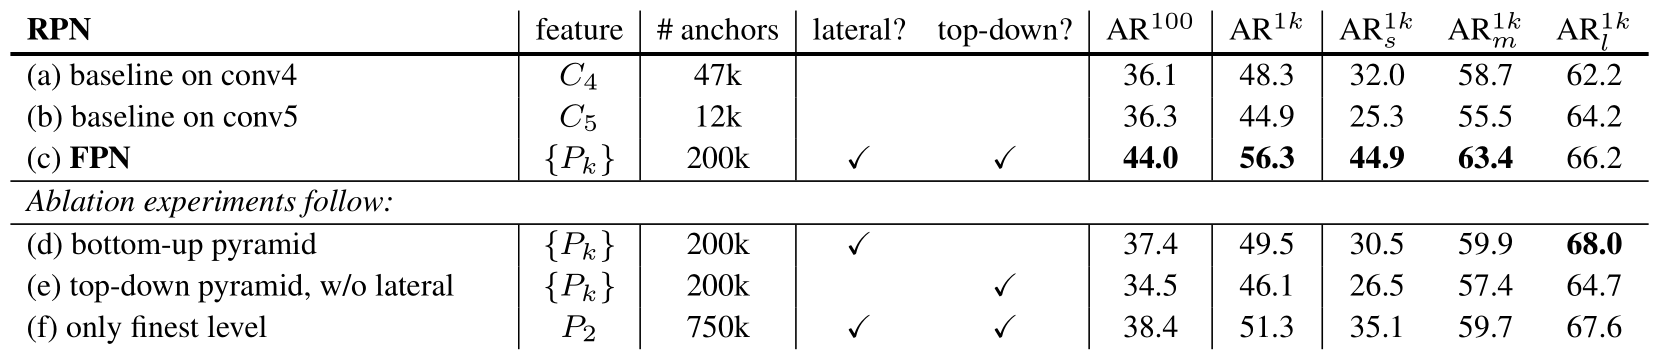 RPN feature # anchors lateral? top-down? AR^100 AR^1k AR_s^1k AR_m^1k AR_l^1k
(a) baseline on conv4 C_4 47k 36.1 48.3 32.0 58.7 62.2
(b) baseline on conv5 C_5 12k 36.3 44.9 25.3 55.5 64.2
(c) FPN {P_k} 200k ✓ ✓ 44.0 56.3 44.9 63.4 66.2
Ablation experiments follow:
(d) bottom-up pyramid {P_k} 200k ✓ 37.4 49.5 30.5 59.9 68.0
(e) top-down pyramid, w/o lateral {P_k} 200k ✓ 34.5 46.1 26.5 57.4 64.7
(f) only finest level P_2 750k ✓ ✓ 38.4 51.3 35.1 59.7 67.6